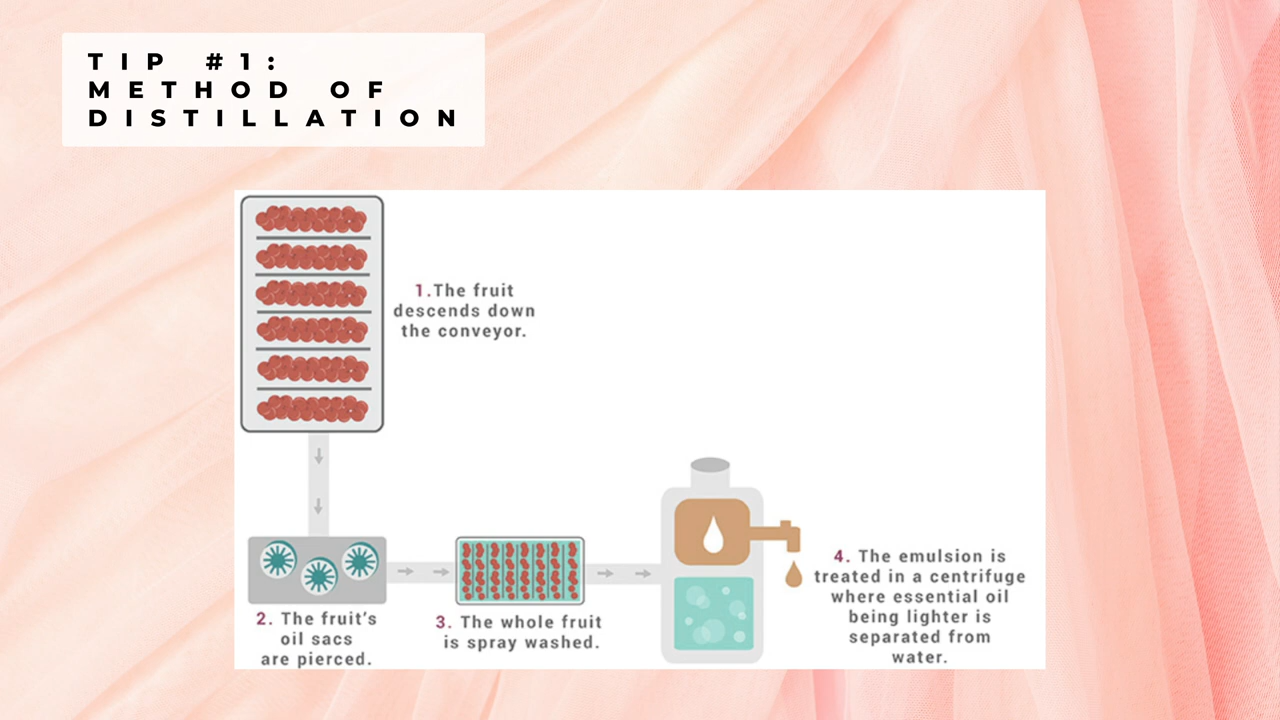 TIP #1:
METHOD OF
DISTILLATION
1.The fruit
descends down
the conveyor.
2. The fruit's
oil sacs
are pierced.
3. The whole fruit
is spray washed.
4. The emulsion is
treated in a centrifuge
where essential oil
being lighter is
separated from
water.